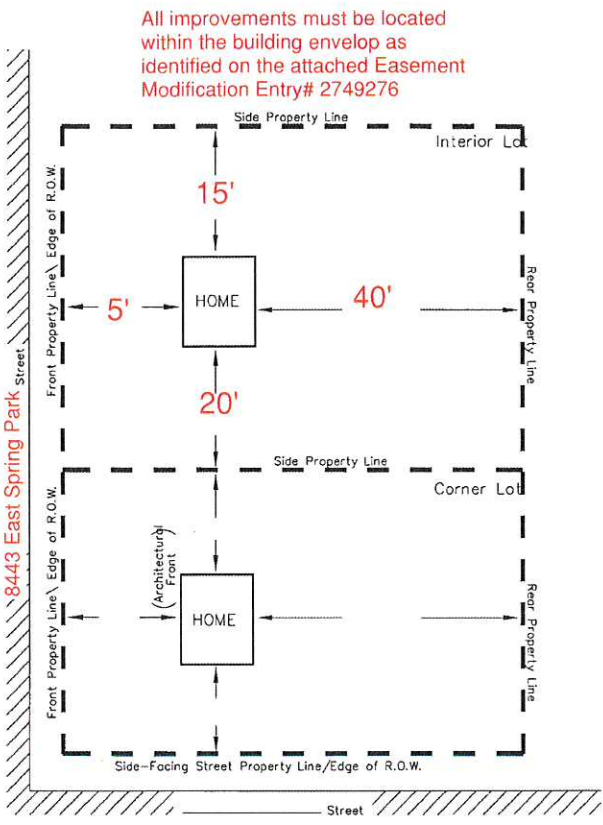 All improvements must be located
within the building envelop as
identified on the attached Easement
Modification Entry# 2749276
Side Property Line
Interior Lot
15'
Front Property Line\ Edge of R.O.W.
5'
HOME
40'
Rear Property Line
Street
20'
8443 East Spring Park
Side Property Line
Corner Lot
Front Property Line\ Edge of R.O.W.
(Architectural
Front)
HOME
Rear Property Line
Side-Facing Street Property Line/Edge of R.O.W.
Street